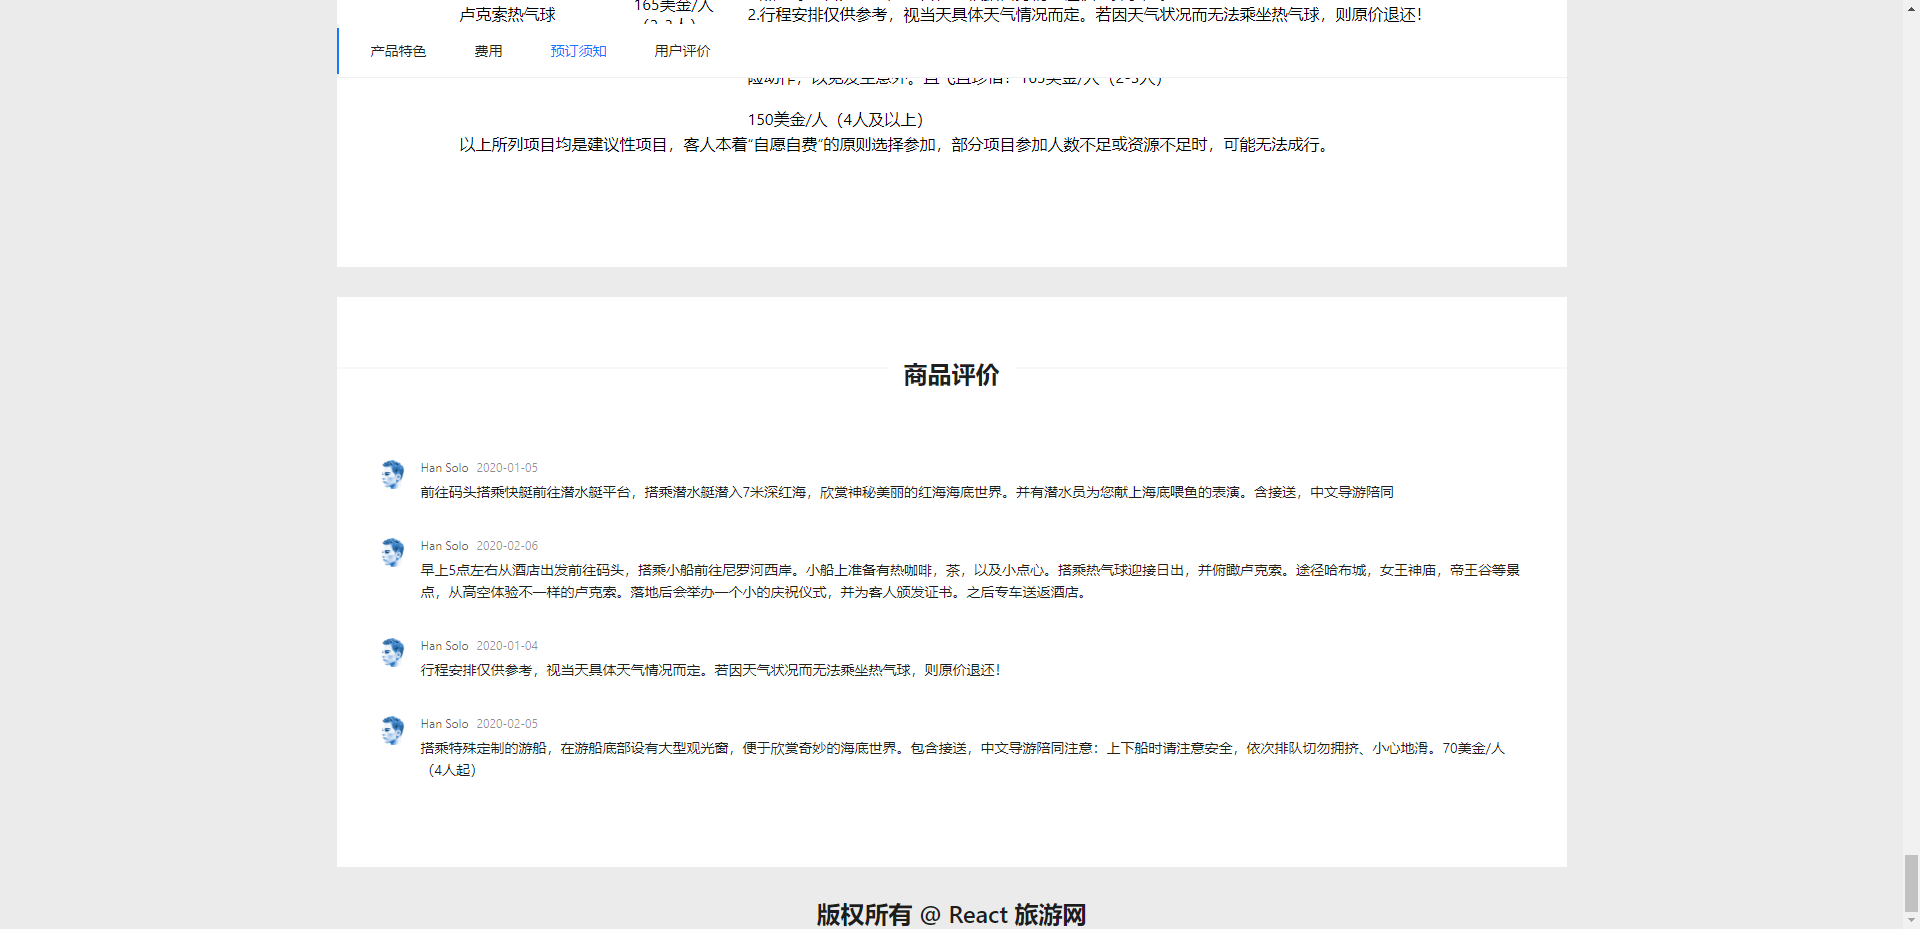 卢克索热气球
165美金/人
2.行程安排仅供参考，视当天具体天气情况而定。若因天气状况而无法乘坐热气球，则原价退还！
产品特色
费用
预订须知
用户评价
150美金/人（4人及以上）
以上所列项目均是建议性项目，客人本着“自愿自费”的原则选择参加，部分项目参加人数不足或资源不足时，可能无法成行。
商品评价
Han Solo 2020-01-05
前往码头搭乘快艇前往潜水艇平台，搭乘潜水艇潜入7米深红海，欣赏神秘美丽的红海海底世界。并有潜水员为您献上海底喂鱼的表演。含接送，中文导游陪同
Han Solo 2020-02-06
早上5点左右从酒店出发前往码头，搭乘小船前往尼罗河西岸。小船上准备有热咖啡，茶，以及小点心。搭乘热气球迎接日出，并俯瞰卢克索。途径哈布城，女王神庙，帝王谷等景
点，从高空体验不一样的卢克索。落地后会举办一个小的庆祝仪式，并为客人颁发证书。之后专车送返酒店。
Han Solo 2020-01-04
行程安排仅供参考，视当天具体天气情况而定。若因天气状况而无法乘坐热气球，则原价退还！
Han Solo 2020-02-05
搭乘特殊定制的游船，在游船底部设有大型观光窗，便于欣赏奇妙的海底世界。包含接送，中文导游陪同注意：上下船时请注意安全，依次排队切勿拥挤、小心地滑。70美金/人
（4人起）
版权所有 @ React 旅游网